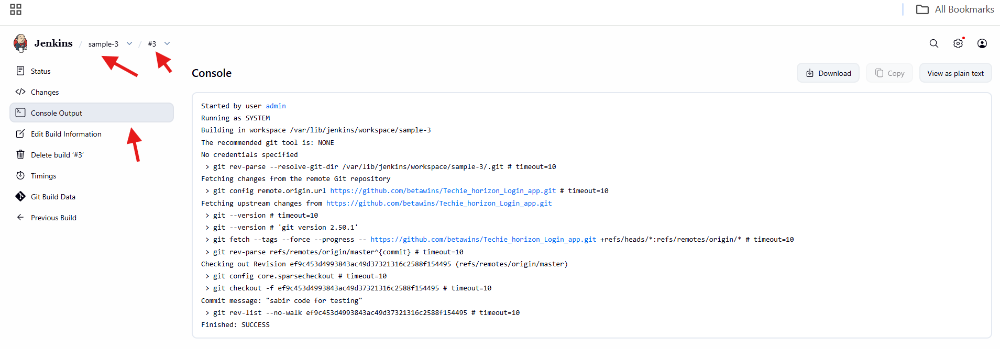 All Bookmarks
Jenkins / sample-3 / #3
Status
Changes
Console Output
Edit Build Information
Delete build ‘#3’
Timings
Git Build Data
Previous Build
Console
Download
Copy
View as plain text
Started by user admin
Running as SYSTEM
Building in workspace /var/lib/jenkins/workspace/sample-3
The recommended git tool is: NONE
No credentials specified
 > git rev-parse --resolve-git-dir /var/lib/jenkins/workspace/sample-3/.git # timeout=10
Fetching changes from the remote Git repository
 > git config remote.origin.url https://github.com/betawins/Techie_horizon_Login_app.git # timeout=10
Fetching upstream changes from https://github.com/betawins/Techie_horizon_Login_app.git
 > git --version # timeout=10
 > git --version # 'git version 2.50.1'
 > git fetch --tags --force --progress -- https://github.com/betawins/Techie_horizon_Login_app.git +refs/heads/*:refs/remotes/origin/* # timeout=10
 > git rev-parse refs/remotes/origin/master^{commit} # timeout=10
Checking out Revision ef9c453d4993843ac49d37321316c2588f154495 (refs/remotes/origin/master)
 > git config core.sparsecheckout # timeout=10
 > git checkout -f ef9c453d4993843ac49d37321316c2588f154495 # timeout=10
Commit message: "sabir code for testing"
 > git rev-list --no-walk ef9c453d4993843ac49d37321316c2588f154495 # timeout=10
Finished: SUCCESS